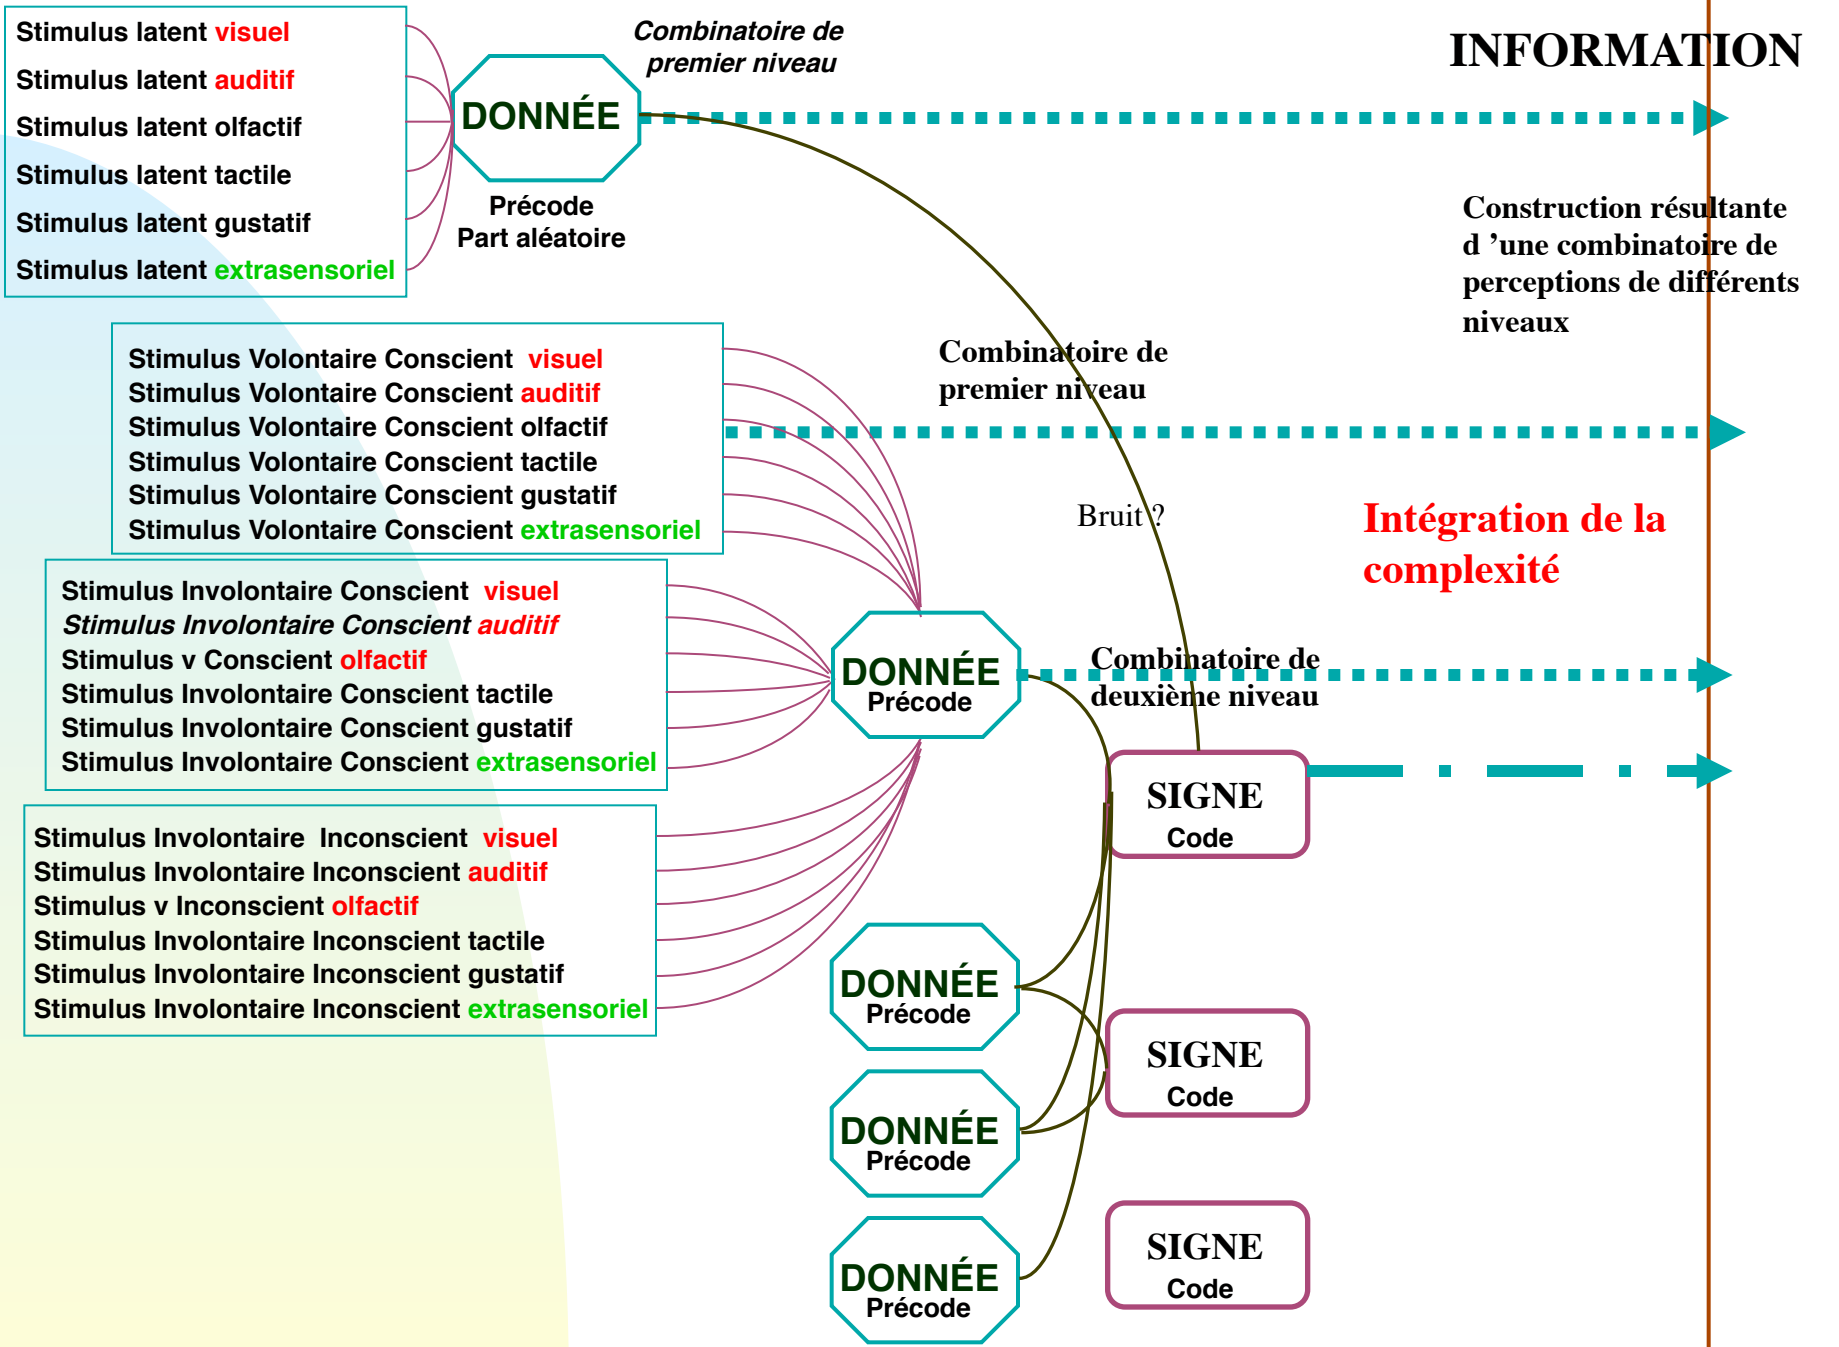 Stimulus latent visuel
Stimulus latent auditif
Stimulus latent olfactif
Stimulus latent tactile
Stimulus latent gustatif
Stimulus latent extrasensoriel
DONNÉE
Précode
Part aléatoire
Combinatoire de
premier niveau
INFORMATION
Construction résultante
d ’une combinatoire de
perceptions de différents
niveaux
Stimulus Volontaire Conscient visuel
Stimulus Volontaire Conscient auditif
Stimulus Volontaire Conscient olfactif
Stimulus Volontaire Conscient tactile
Stimulus Volontaire Conscient gustatif
Stimulus Volontaire Conscient extrasensoriel
Combinatoire de
premier niveau
Bruit ?
Intégration de la
complexité
Stimulus Involontaire Conscient visuel
Stimulus Involontaire Conscient auditif
Stimulus v Conscient olfactif
Stimulus Involontaire Conscient tactile
Stimulus Involontaire Conscient gustatif
Stimulus Involontaire Conscient extrasensoriel
DONNÉE
Précode
Combinatoire de
deuxième niveau
SIGNE
Code
Stimulus Involontaire Inconscient visuel
Stimulus Involontaire Inconscient auditif
Stimulus v Inconscient olfactif
Stimulus Involontaire Inconscient tactile
Stimulus Involontaire Inconscient gustatif
Stimulus Involontaire Inconscient extrasensoriel
DONNÉE
Précode
SIGNE
Code
DONNÉE
Précode
SIGNE
Code
DONNÉE
Précode